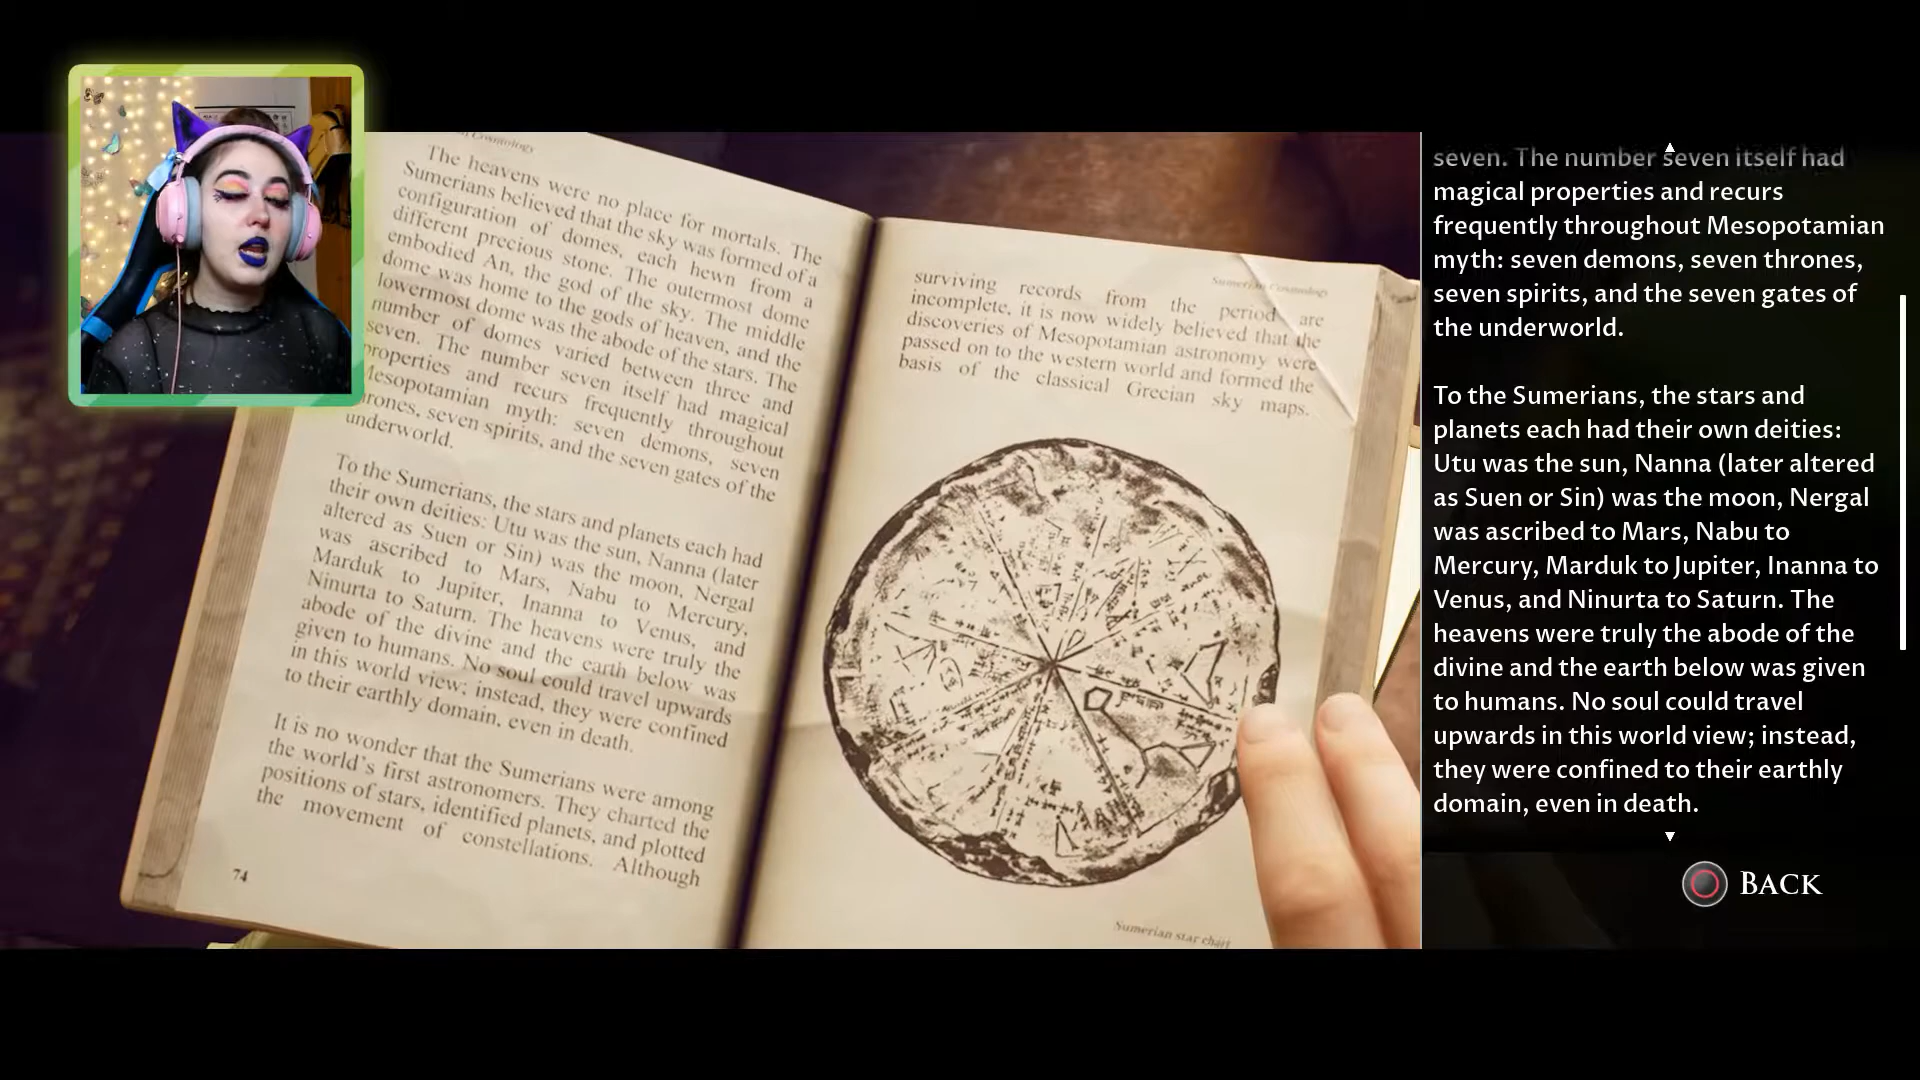 n Cosmology
The heavens were no place for mortals. The
Sumerians believed that the sky was formed of a
configuration of domes, each hewn from a
different precious stone. The outermost dome
embodied An, the god of the sky. The middle
dome was home to the gods of heaven, and the
lowermost dome was the abode of the stars. The
number of domes varied between three and
seven. The number seven itself had magical
properties and recurs frequently throughout
Mesopotamian myth: seven demons, seven
thrones, seven spirits, and the seven gates of the
underworld.
To the Sumerians, the stars and planets each had
their own deities: Utu was the sun, Nanna (later
altered as Suen or Sin) was the moon, Nergal
was ascribed to Mars, Nabu to Mercury,
Marduk to Jupiter, Inanna to Venus, and
Ninurta to Saturn. The heavens were truly the
abode of the divine and the earth below was
given to humans. No soul could travel upwards
in this world view; instead, they were confined
to their earthly domain, even in death.
It is no wonder that the Sumerians were among
the world's first astronomers. They charted the
positions of stars, identified planets, and plotted
the movement of constellations. Although
74
Sumerian Cosmology
surviving records from the period are
incomplete, it is now widely believed that the
discoveries of Mesopotamian astronomy were
passed on to the western world and formed the
basis of the classical Grecian sky maps.
Sumerian star chart
seven. The number seven itself had
magical properties and recurs
frequently throughout Mesopotamian
myth: seven demons, seven thrones,
seven spirits, and the seven gates of
the underworld.
To the Sumerians, the stars and
planets each had their own deities:
Utu was the sun, Nanna (later altered
as Suen or Sin) was the moon, Nergal
was ascribed to Mars, Nabu to
Mercury, Marduk to Jupiter, Inanna to
Venus, and Ninurta to Saturn. The
heavens were truly the abode of the
divine and the earth below was given
to humans. No soul could travel
upwards in this world view; instead,
they were confined to their earthly
domain, even in death.
BACK